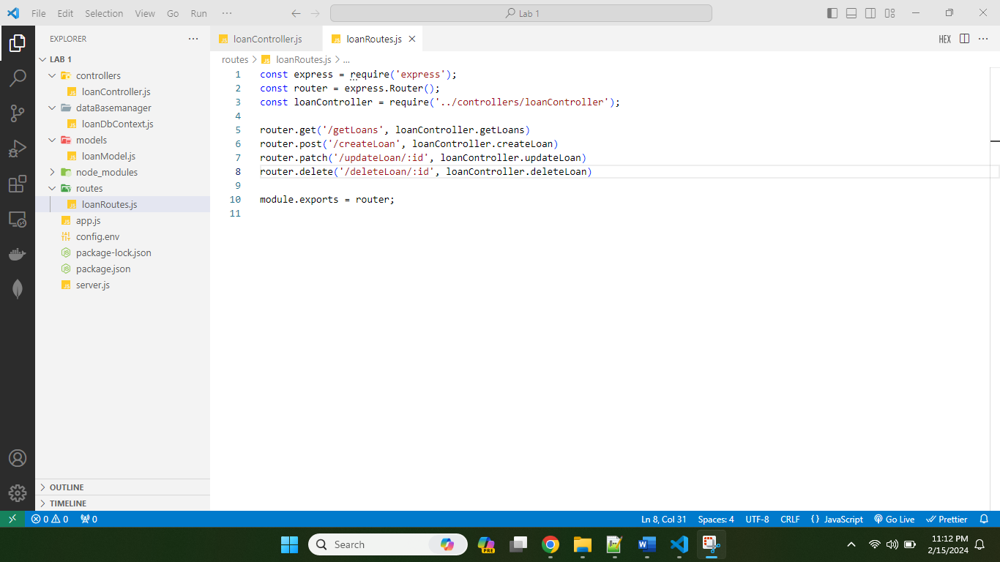 File Edit Selection View Go Run ··· Lab 1
EXPLORER ···
LAB 1
controllers
loanController.js
dataBasemanager
loanDbContext.js
models
loanModel.js
node_modules
routes
loanRoutes.js
app.js
config.env
package-lock.json
package.json
server.js
OUTLINE
TIMELINE
loanController.js loanRoutes.js HEX ···
routes > loanRoutes.js > ...
1 const express = require('express');
2 const router = express.Router();
3 const loanController = require('../controllers/loanController');
4
5 router.get('/getLoans', loanController.getLoans)
6 router.post('/createLoan', loanController.createLoan)
7 router.patch('/updateLoan/:id', loanController.updateLoan)
8 router.delete('/deleteLoan/:id', loanController.deleteLoan)
9
10 module.exports = router;
11
0 0 0 Ln 8, Col 31 Spaces: 4 UTF-8 CRLF {} JavaScript Go Live Prettier
Search PRE 11:12 PM
2/15/2024